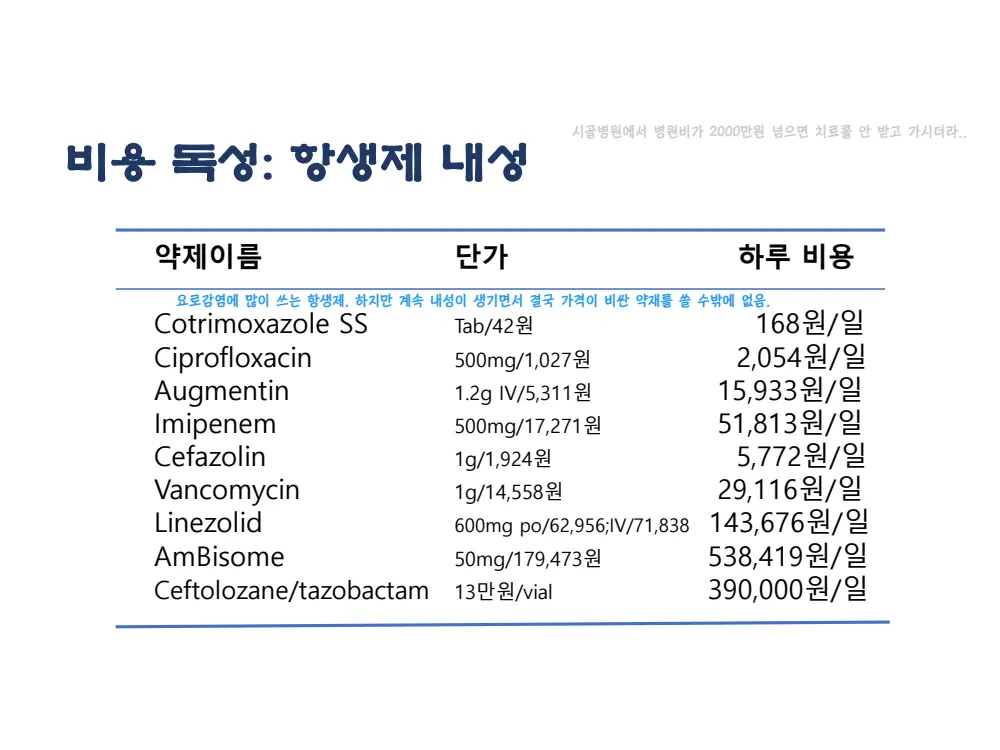 시골병원에서 병원비가 2000만원 넘으면 치료를 안 받고 가시더라..
비용 독성: 항생제 내성
약제이름 단가 하루 비용
요로감염에 많이 쓰는 항생제. 하지만 계속 내성이 생기면서 결국 가격이 비싼 약재를 쓸 수밖에 없음.
Cotrimoxazole SS Tab/42원 168원/일
Ciprofloxacin 500mg/1,027원 2,054원/일
Augmentin 1.2g IV/5,311원 15,933원/일
Imipenem 500mg/17,271원 51,813원/일
Cefazolin 1g/1,924원 5,772원/일
Vancomycin 1g/14,558원 29,116원/일
Linezolid 600mg po/62,956;IV/71,838 143,676원/일
AmBisome 50mg/179,473원 538,419원/일
Ceftolozane/tazobactam 13만원/vial 390,000원/일